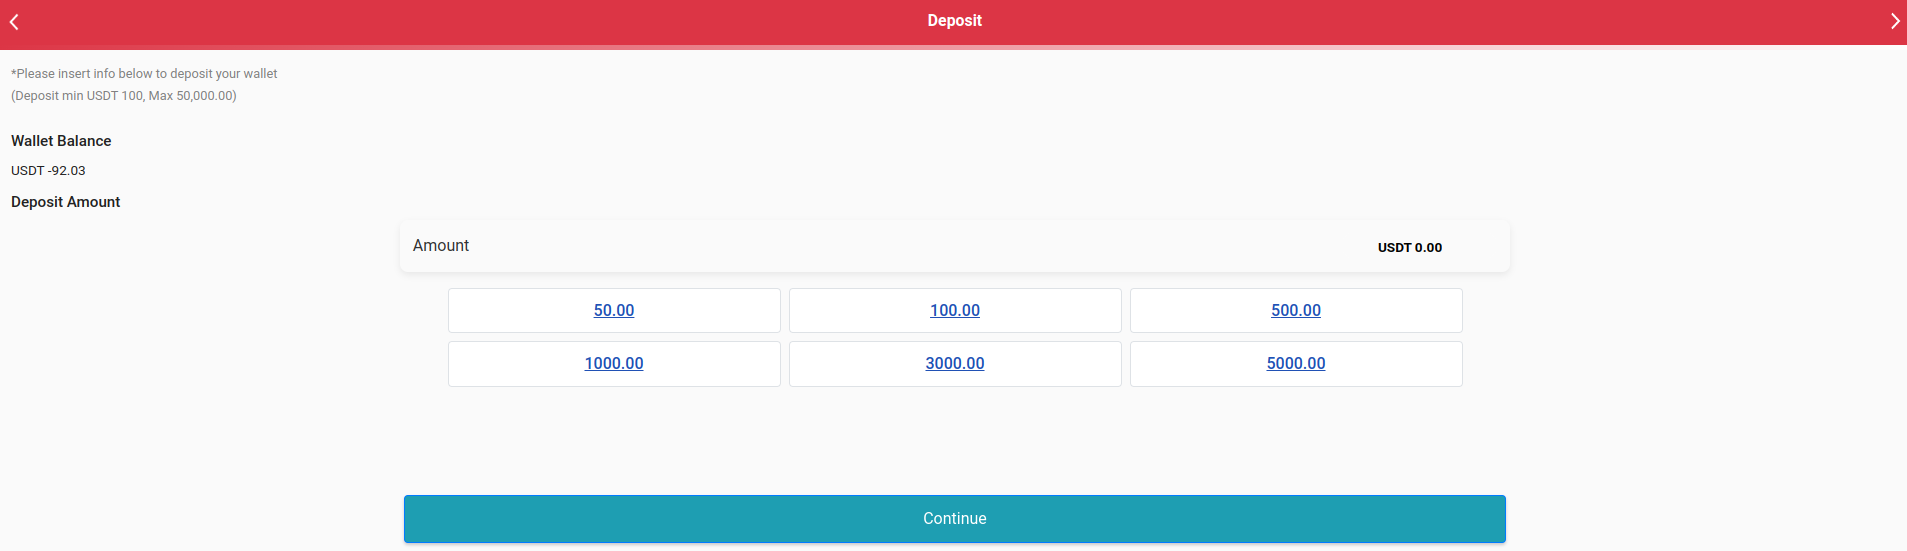 Deposit
*Please insert info below to deposit your wallet
(Deposit min USDT 100, Max 50,000.00)
Wallet Balance
USDT -92.03
Deposit Amount
Amount USDT 0.00
50.00 100.00 500.00
1000.00 3000.00 5000.00
Continue